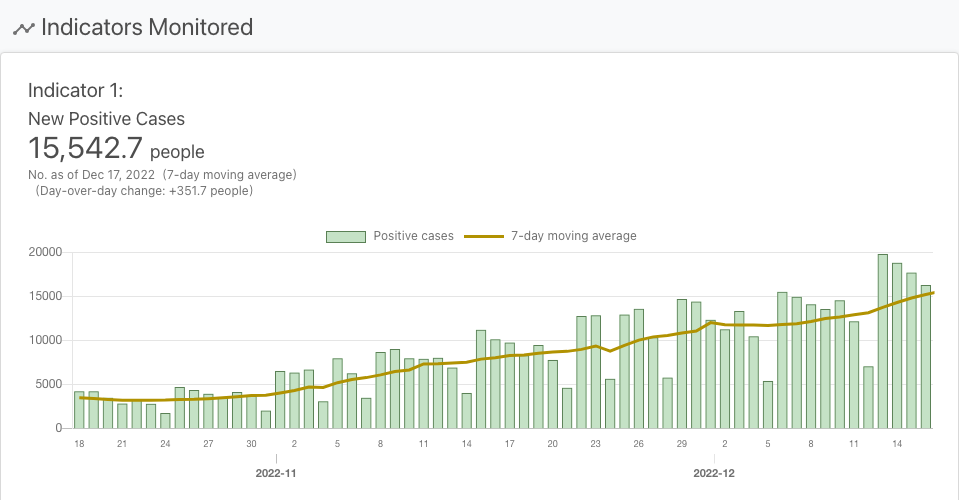 Indicators Monitored
Indicator 1:
New Positive Cases
15,542.7 people
No. as of Dec 17, 2022 (7-day moving average)
(Day-over-day change: +351.7 people)
Positive cases 7-day moving average
20000
15000
10000
5000
0
18 21 24 27 30 2 5 8 11 14 17 20 23 26 29 2 5 8 11 14
2022-11 2022-12